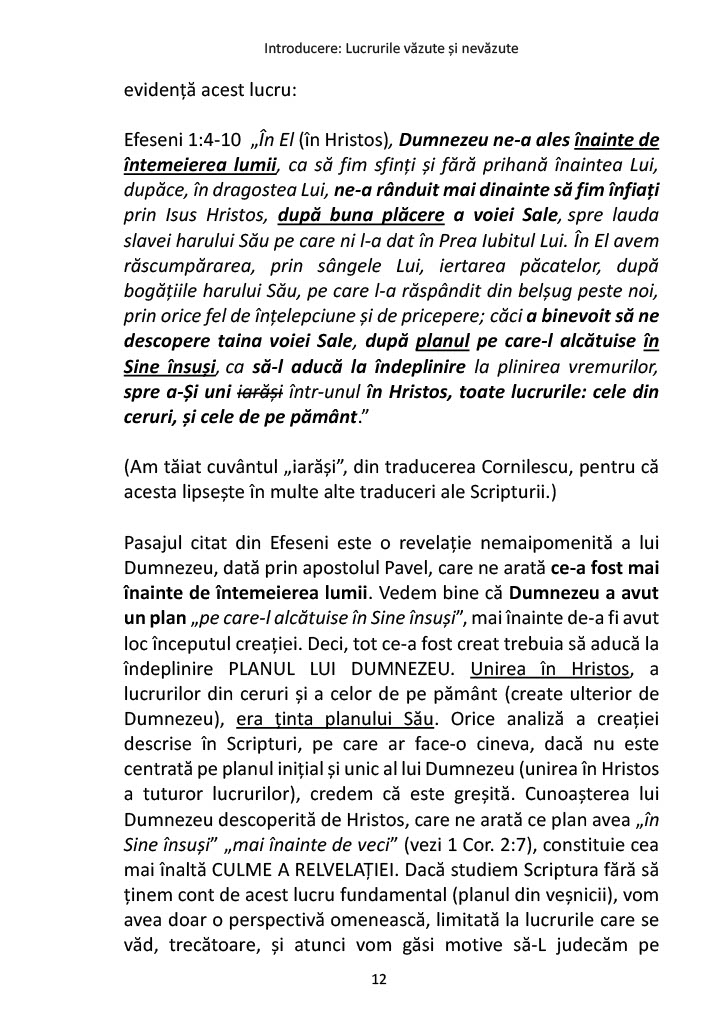 Introducere: Lucrurile văzute și nevăzute
evidență acest lucru:
Efeseni 1:4-10 „În El (în Hristos), Dumnezeu ne-a ales înainte de
întemeierea lumii, ca să fim sfinți și fără prihană înaintea Lui,
dupăce, în dragostea Lui, ne-a rânduit mai dinainte să fim înfiați
prin Isus Hristos, după buna plăcere a voiei Sale, spre lauda
slavei harului Său pe care ni l-a dat în Prea Iubitul Lui. În El avem
răscumpărarea, prin sângele Lui, iertarea păcatelor, după
bogățiile harului Său, pe care l-a răspândit din belșug peste noi,
prin orice fel de înțelepciune și de pricepere; căci a binevoit să ne
descopere taina voiei Sale, după planul pe care-l alcătuise în
Sine însuși, ca să-l aducă la îndeplinire la plinirea vremurilor,
spre a-Și uni iarăși într-unul în Hristos, toate lucrurile: cele din
ceruri, și cele de pe pământ.”
(Am tăiat cuvântul „iarăși”, din traducerea Cornilescu, pentru că
acesta lipsește în multe alte traduceri ale Scripturii.)
Pasajul citat din Efeseni este o revelație nemaipomenită a lui
Dumnezeu, dată prin apostolul Pavel, care ne arată ce-a fost mai
înainte de întemeierea lumii. Vedem bine că Dumnezeu a avut
un plan „pe care-l alcătuise în Sine însuși”, mai înainte de-a fi avut
loc începutul creației. Deci, tot ce-a fost creat trebuia să aducă la
îndeplinire PLANUL LUI DUMNEZEU. Unirea în Hristos, a
lucrurilor din ceruri și a celor de pe pământ (create ulterior de
Dumnezeu), era ținta planului Său. Orice analiză a creației
descrise în Scripturi, pe care ar face-o cineva, dacă nu este
centrată pe planul inițial și unic al lui Dumnezeu (unirea în Hristos
a tuturor lucrurilor), credem că este greșită. Cunoașterea lui
Dumnezeu descoperită de Hristos, care ne arată ce plan avea „în
Sine însuși” „mai înainte de veci” (vezi 1 Cor. 2:7), constituie cea
mai înaltă CULME A RELVELAȚIEI. Dacă studiem Scriptura fără să
ținem cont de acest lucru fundamental (planul din veșnicii), vom
avea doar o perspectivă omenească, limitată la lucrurile care se
văd, trecătoare, și atunci vom găsi motive să-L judecăm pe
12